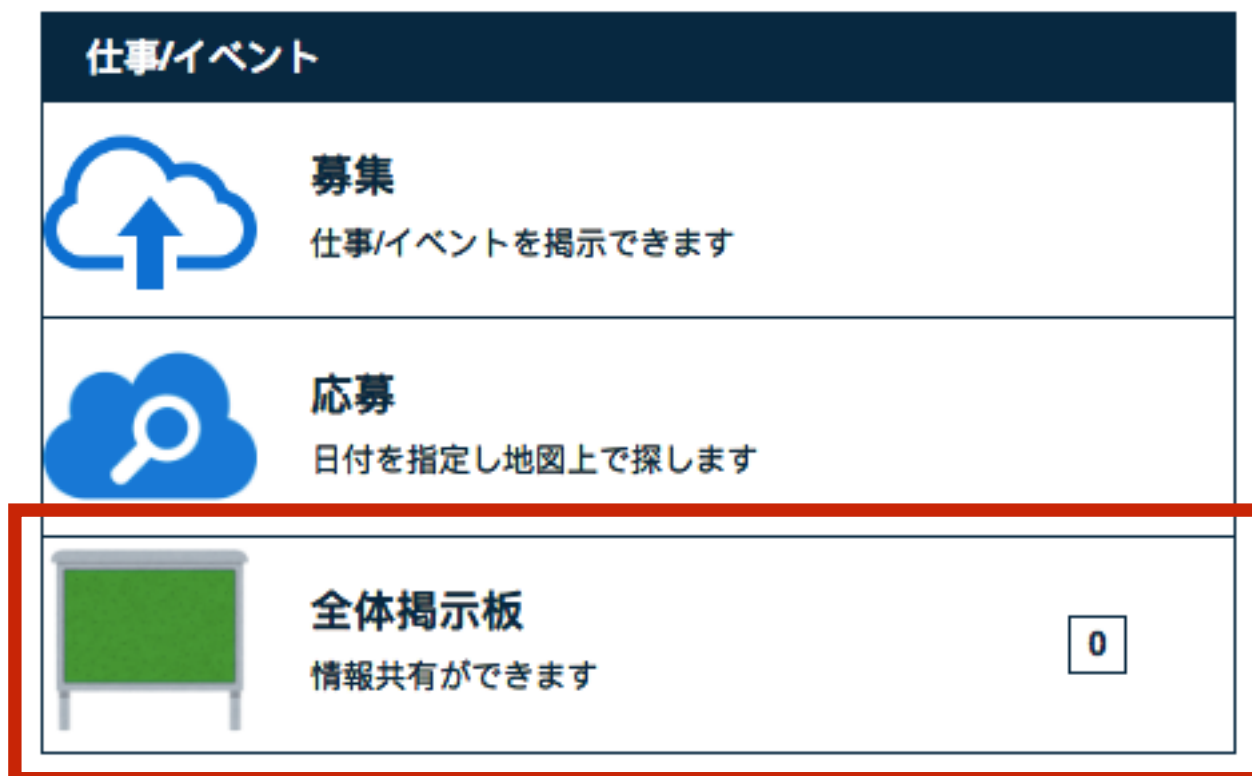 仕事/イベント
募集
仕事/イベントを掲示できます
応募
日付を指定し地図上で探します
全体掲示板
情報共有ができます
0